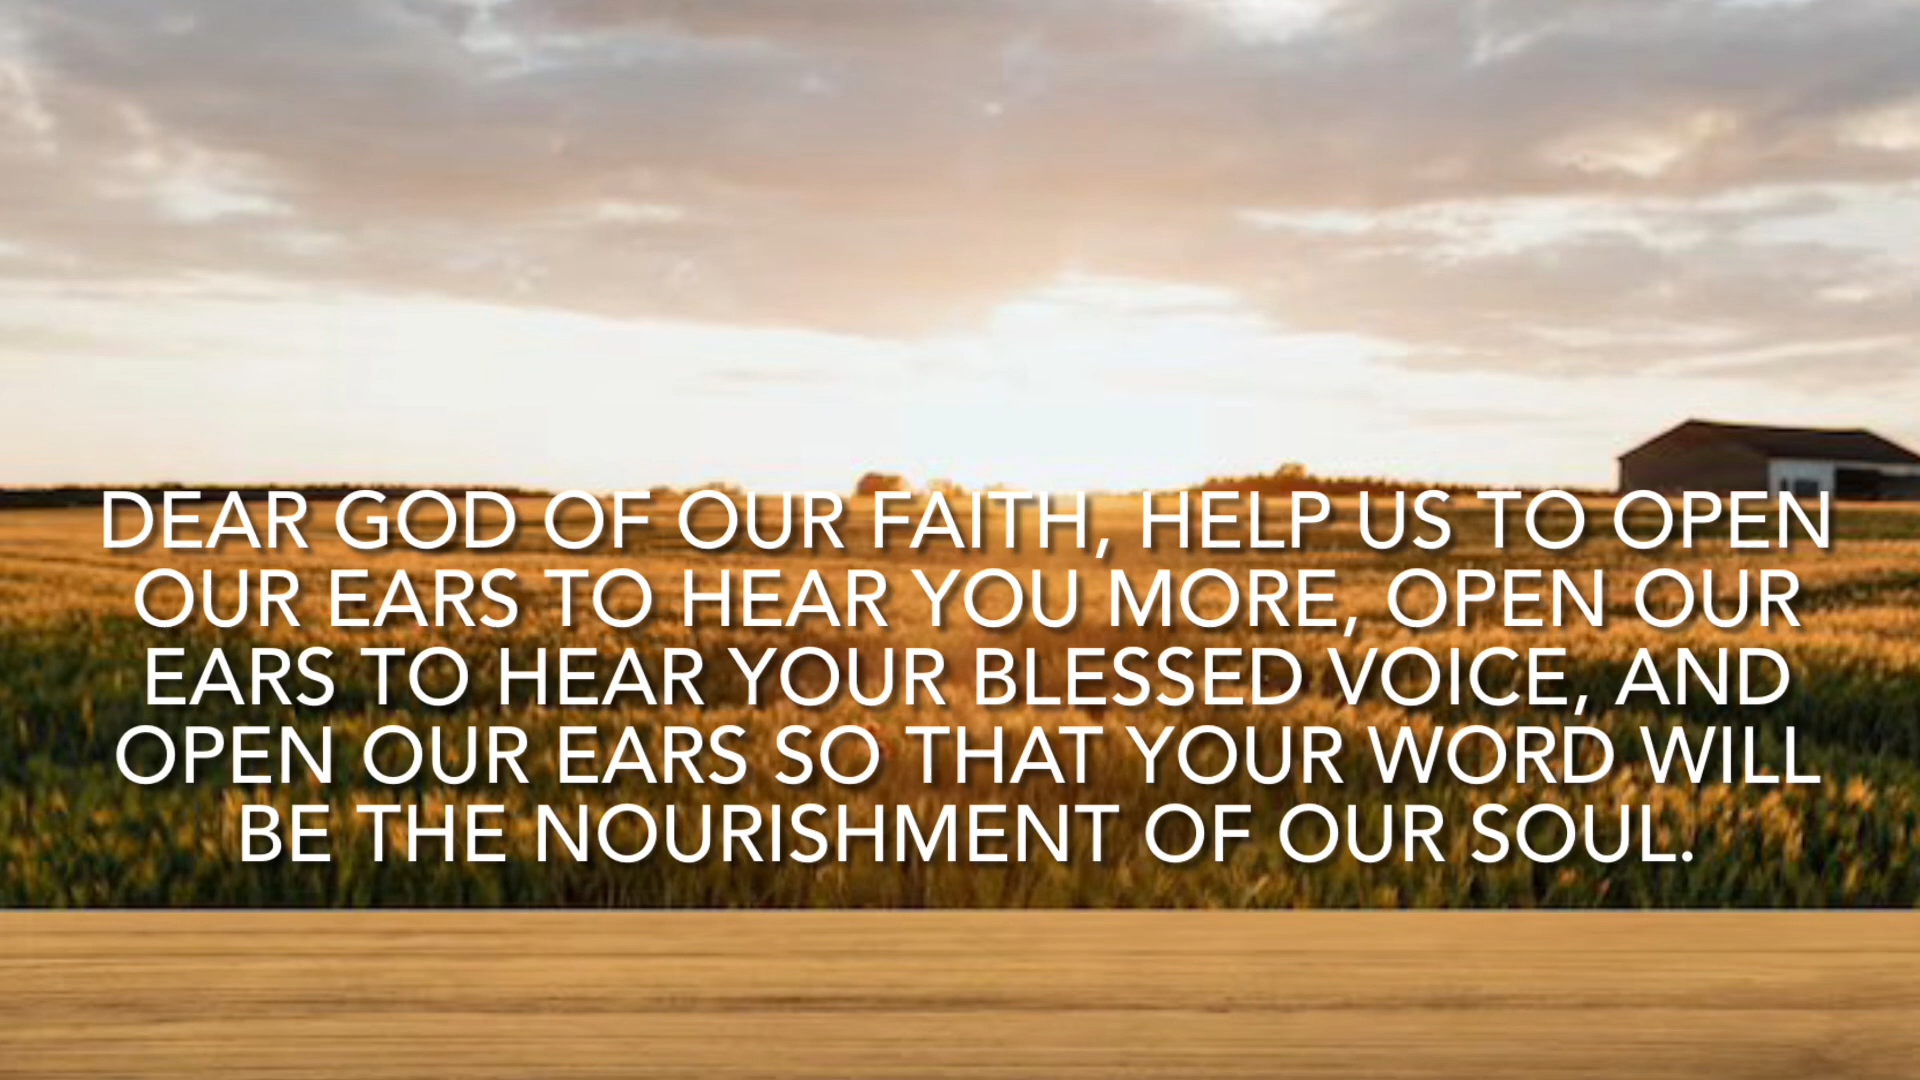 DEAR GOD OF OUR FAITH, HELP US TO OPEN
OUR EARS TO HEAR YOU MORE, OPEN OUR
EARS TO HEAR YOUR BLESSED VOICE, AND
OPEN OUR EARS SO THAT YOUR WORD WILL
BE THE NOURISHMENT OF OUR SOUL.